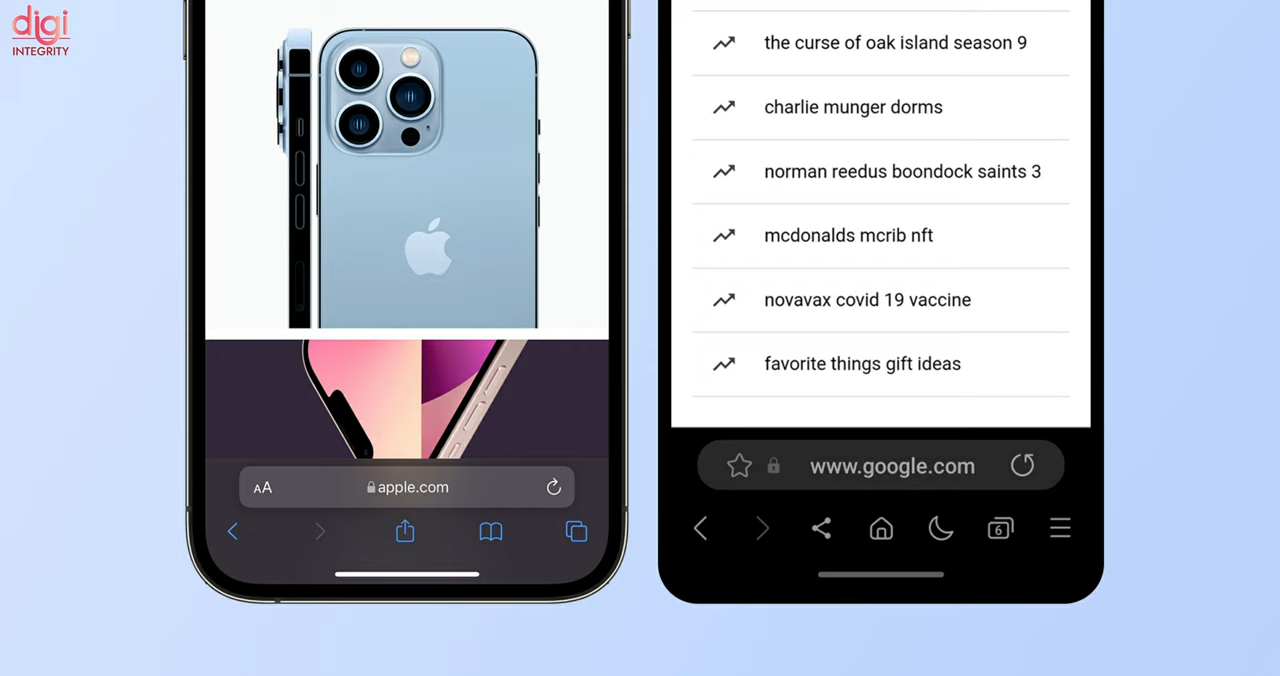 digi
INTEGRITY
AA
apple.com
the curse of oak island season 9
charlie munger dorms
norman reedus boondock saints 3
mcdonalds mcrib nft
novavax covid 19 vaccine
favorite things gift ideas
www.google.com
6